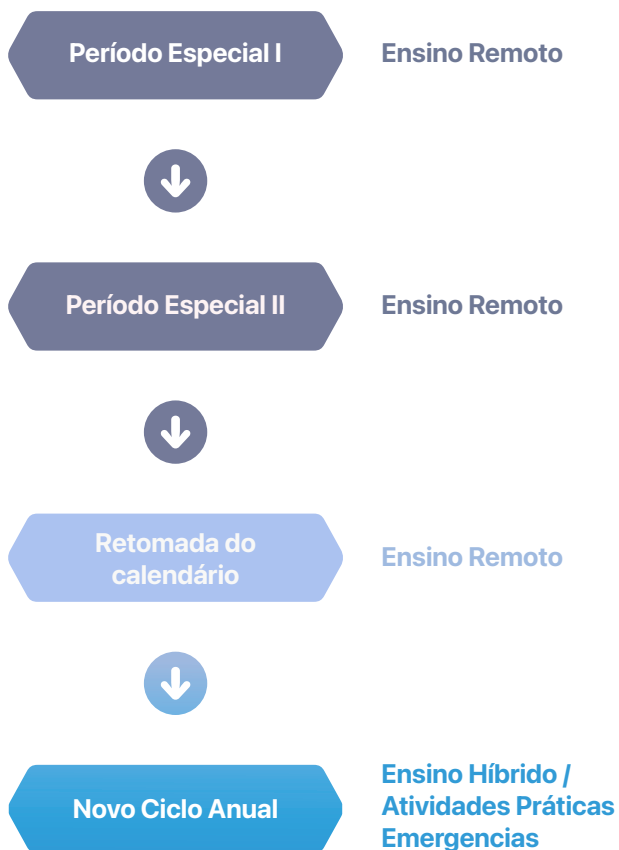 Período Especial I
Ensino Remoto
Período Especial II
Ensino Remoto
Retomada do
calendário
Ensino Remoto
Novo Ciclo Anual
Ensino Híbrido /
Atividades Práticas
Emergencias